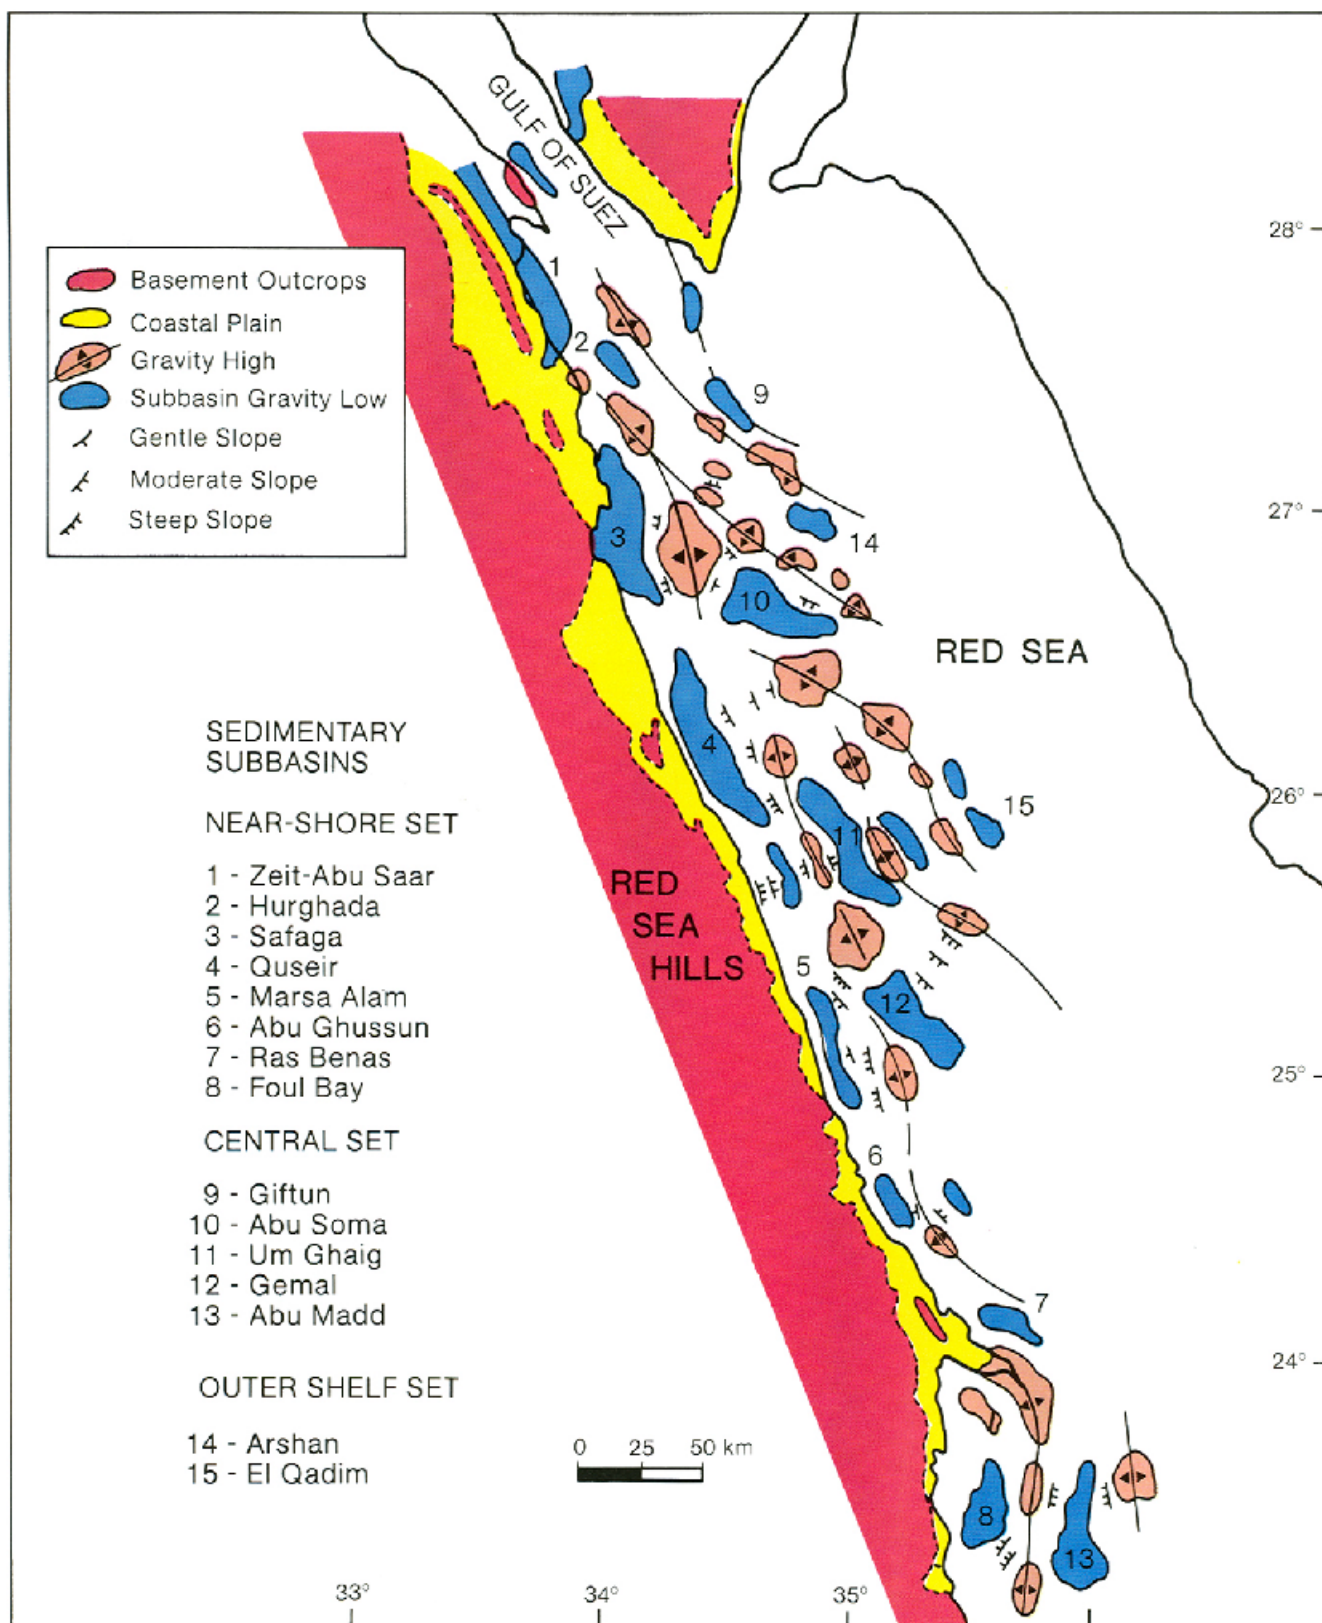 GULF OF SUEZ
28°
Basement Outcrops
Coastal Plain
Gravity High
Subbasin Gravity Low
Gentle Slope
Moderate Slope
Steep Slope
1
2
9
27°
3
14
10
RED SEA
4
SEDIMENTARY
SUBBASINS
NEAR-SHORE SET
1 - Zeit-Abu Saar
2 - Hurghada
3 - Safaga
4 - Quseir
5 - Marsa Alam
6 - Abu Ghussun
7 - Ras Benas
8 - Foul Bay
CENTRAL SET
9 - Giftun
10 - Abu Soma
11 - Um Ghaig
12 - Gemal
13 - Abu Madd
OUTER SHELF SET
14 - Arshan
15 - El Qadim
26°
15
11
RED
SEA
HILLS
5
12
25°
6
7
24°
0 25 50 km
8
13
33° 34° 35°